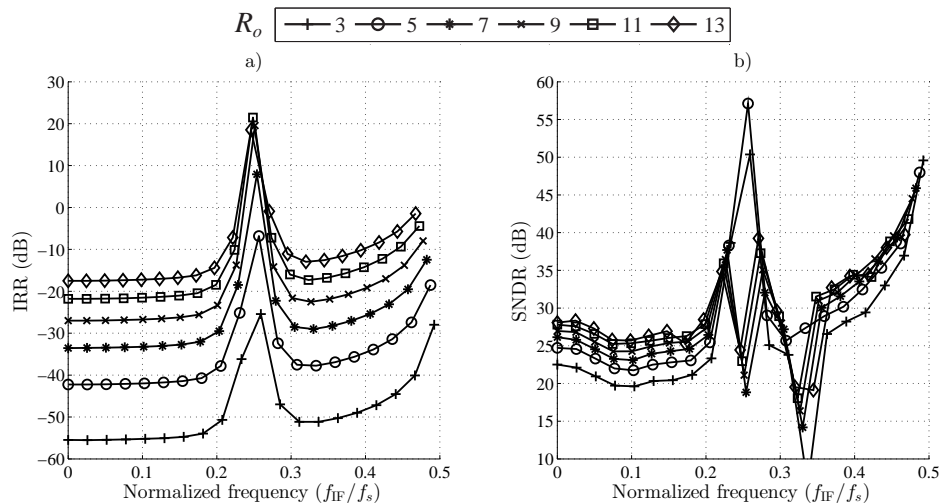 R_o 3 5 7 9 11 13
a)
b)
30
20
10
0
−10
−20
−30
−40
−50
−60
IRR (dB)
0 0.1 0.2 0.3 0.4 0.5
Normalized frequency (f_IF/f_s)
60
55
50
45
40
35
30
25
20
15
10
SNDR (dB)
0 0.1 0.2 0.3 0.4 0.5
Normalized frequency (f_IF/f_s)